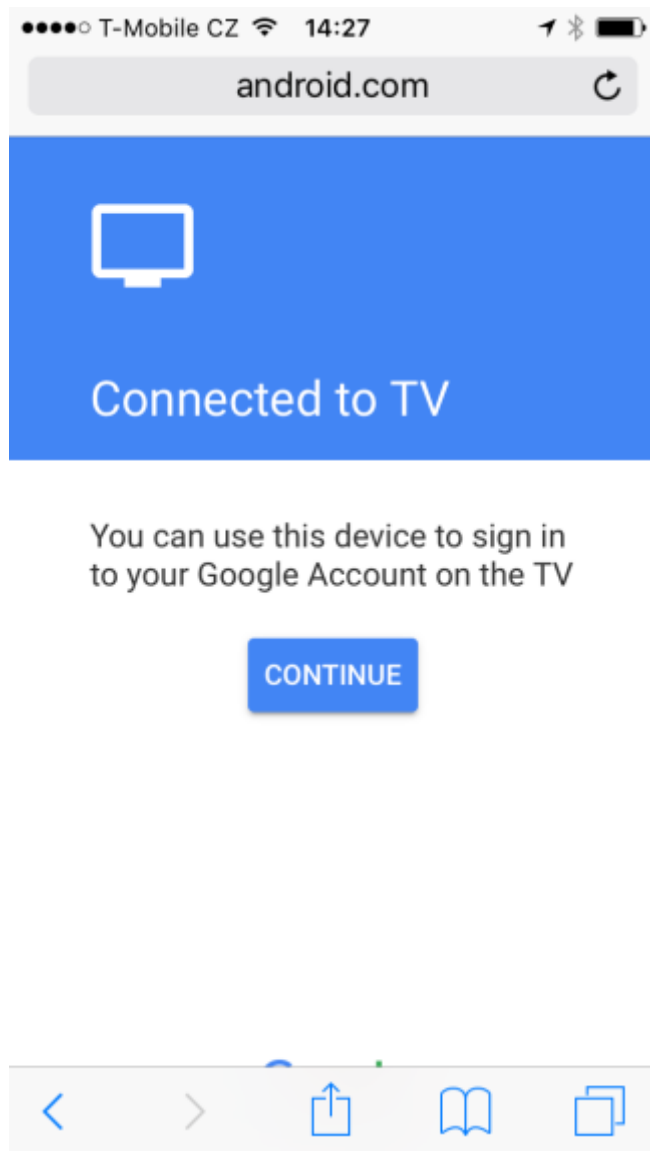 T-Mobile CZ 14:27
android.com
Connected to TV
You can use this device to sign in
to your Google Account on the TV
CONTINUE